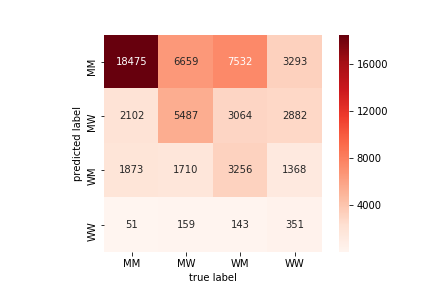 MM 18475 6659 7532 3293
MW 2102 5487 3064 2882
WM 1873 1710 3256 1368
WW 51 159 143 351
MM MW WM WW
true label
predicted label
16000
12000
8000
4000